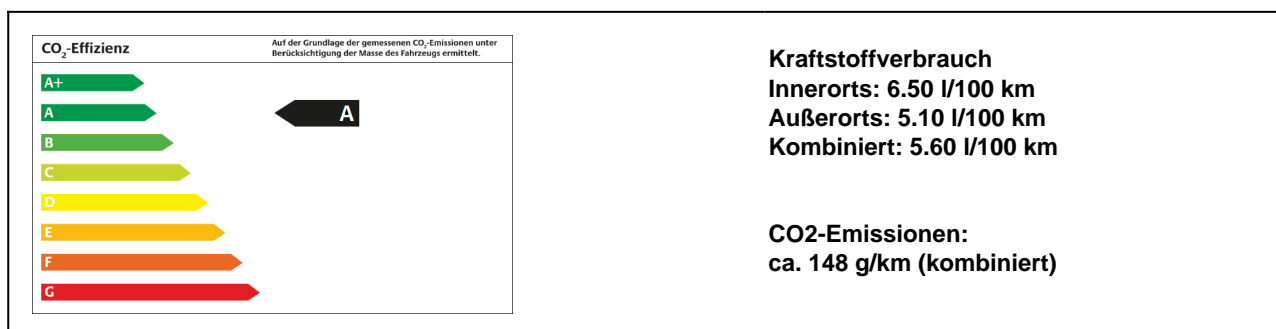 CO₂-Effizienz
Auf der Grundlage der gemessenen CO₂-Emissionen unter
Berücksichtigung der Masse des Fahrzeugs ermittelt.
A+
A
A
B
C
D
E
F
G
Kraftstoffverbrauch
Innerorts: 6.50 l/100 km
Außerorts: 5.10 l/100 km
Kombiniert: 5.60 l/100 km
CO2-Emissionen:
ca. 148 g/km (kombiniert)